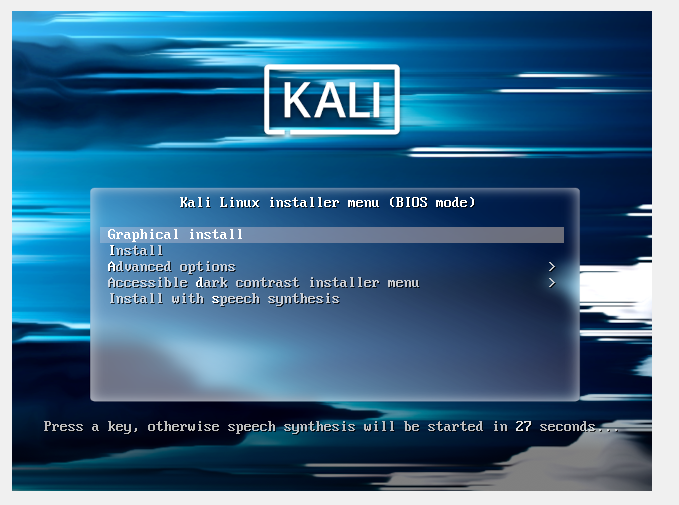 KALI
Kali Linux installer menu (BIOS mode)
Graphical install
Install
Advanced options >
Accessible dark contrast installer menu >
Install with speech synthesis
Press a key, otherwise speech synthesis will be started in 27 seconds...